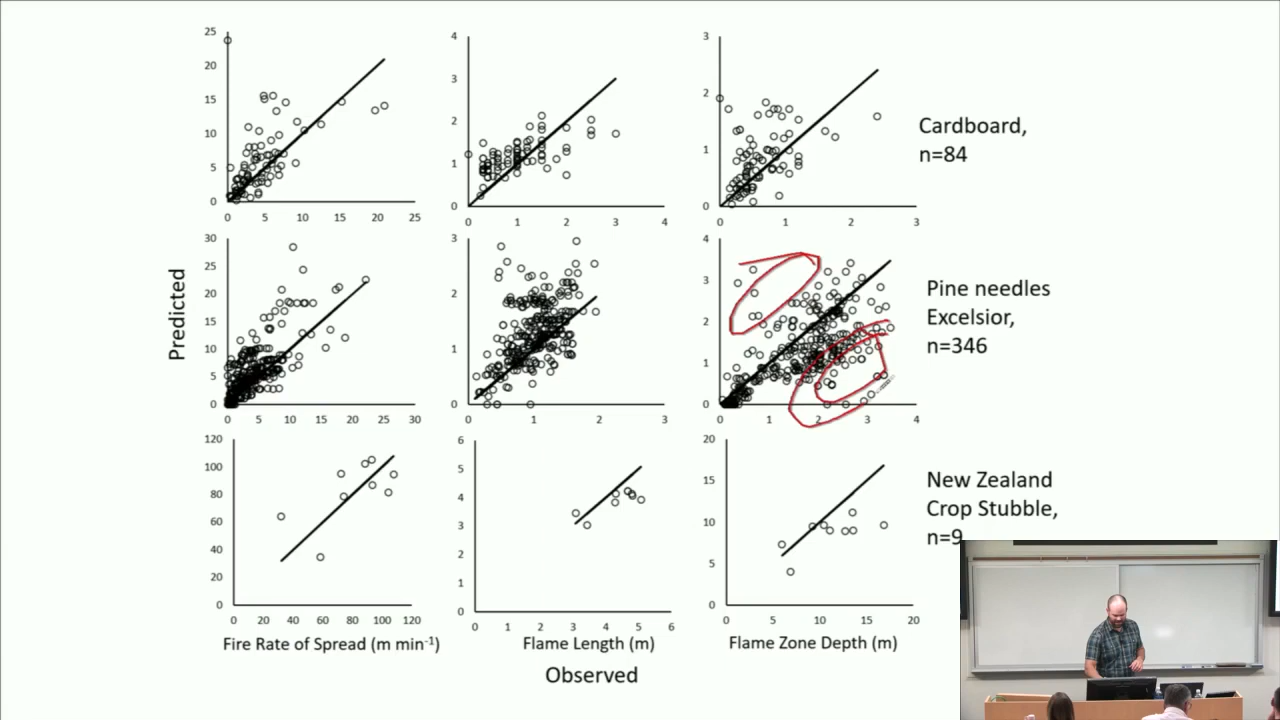 25
20
15
10
5
0
0 5 10 15 20 25
4
3
2
1
0
0 1 2 3 4
3
2
1
0
0 1 2 3
Cardboard,
n=84
Predicted
30
25
20
15
10
5
0
0 5 10 15 20 25 30
3
2
1
0
0 1 2 3
4
3
2
1
0
0 1 2 3 4
Pine needles
Excelsior,
n=346
120
100
80
60
40
20
0
0 20 40 60 80 100 120
6
5
4
3
2
1
0
0 1 2 3 4 5 6
20
15
10
5
0
0 5 10 15 20
New Zealand
Crop Stubble,
n=9
Fire Rate of Spread (m min⁻¹)
Flame Length (m)
Flame Zone Depth (m)
Observed